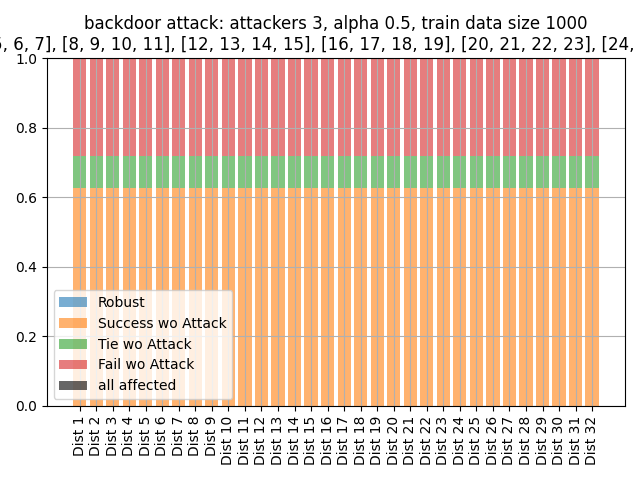 backdoor attack: attackers 3, alpha 0.5, train data size 1000
6, 7], [8, 9, 10, 11], [12, 13, 14, 15], [16, 17, 18, 19], [20, 21, 22, 23], [24,
1.0
0.8
0.6
0.4
0.2
0.0
Robust
Success wo Attack
Tie wo Attack
Fail wo Attack
all affected
Dist 1
Dist 2
Dist 3
Dist 4
Dist 5
Dist 6
Dist 7
Dist 8
Dist 9
Dist 10
Dist 11
Dist 12
Dist 13
Dist 14
Dist 15
Dist 16
Dist 17
Dist 18
Dist 19
Dist 20
Dist 21
Dist 22
Dist 23
Dist 24
Dist 25
Dist 26
Dist 27
Dist 28
Dist 29
Dist 30
Dist 31
Dist 32